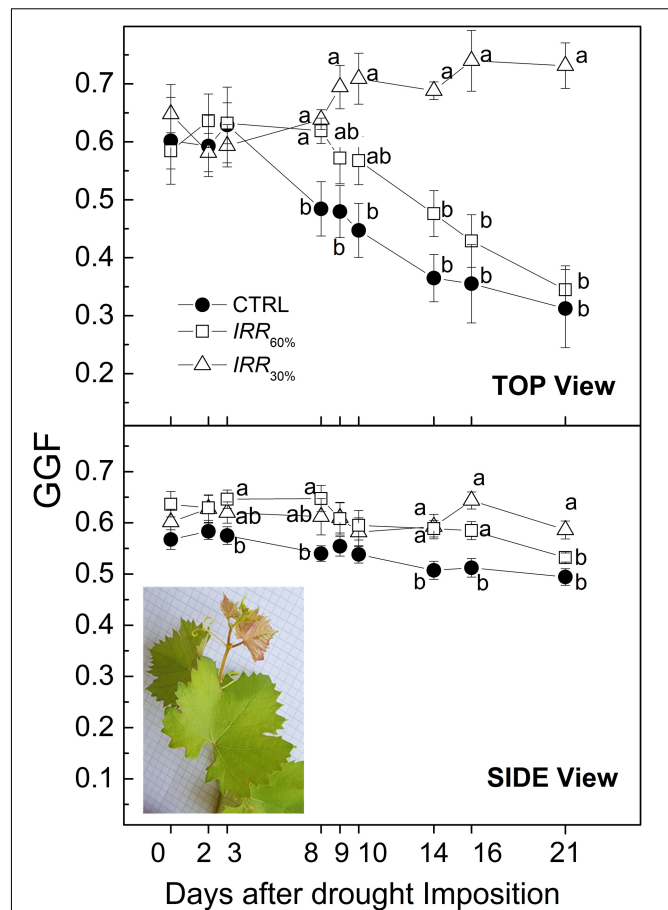 0.7
0.6
0.5
0.4
0.3
0.2
a a a a a
a ab ab
b b b b b b b
CTRL
IRR60%
IRR30%
TOP View
GGF
0.7
0.6
0.5
0.4
0.3
0.2
0.1
a a a a a
ab ab a a b
b b b b b
SIDE View
0 2 3 8 9 10 14 16 21
Days after drought Imposition